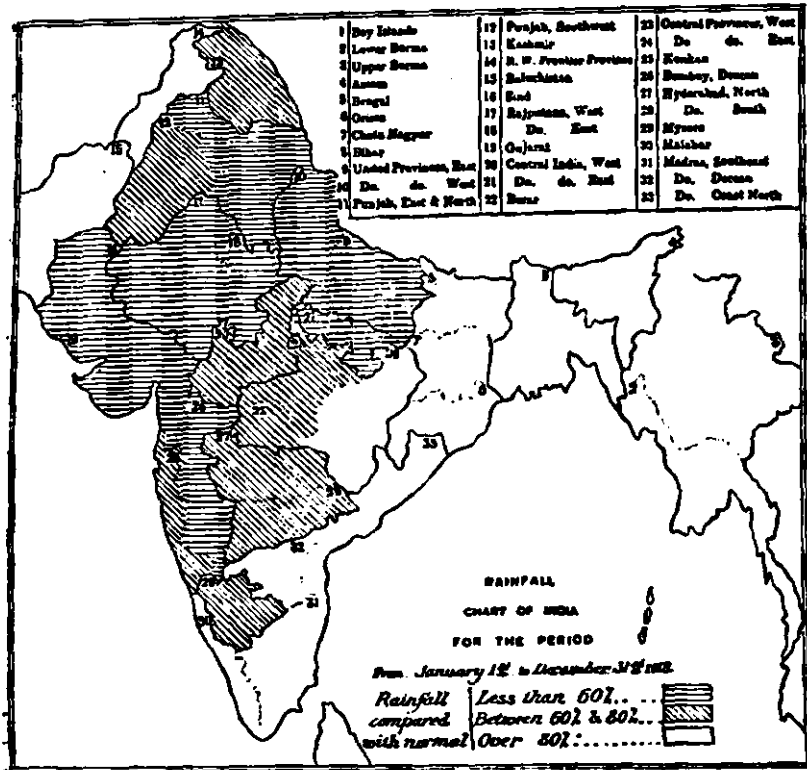 1 Bay Islands
2 Lower Burma
3 Upper Burma
4 Assam
5 Bengal
6 Orissa
7 Chota Nagpur
8 Bihar
9 United Provinces, East
10 Do. do. West
11 Punjab, East & North
12 Punjab, Southwest
13 Kashmir
14 N. W. Frontier Province
15 Baluchistan
16 Sind
17 Rajputana, West
18 Do. East
19 Gujarat
20 Central India, West
21 Do. do. East
22 Berar
23 Central Provinces, West
24 Do do. East
25 Konkan
26 Bombay, Deccan
27 Hyderabad, North
28 Do. South
29 Mysore
30 Malabar
31 Madras, Southeast
32 Do. Deccan
33 Do. Coast North
RAINFALL
CHART OF INDIA
FOR THE PERIOD
From January 1st to December 31st
Rainfall compared with normal
Less than 60%
Between 60% & 80%
Over 80%